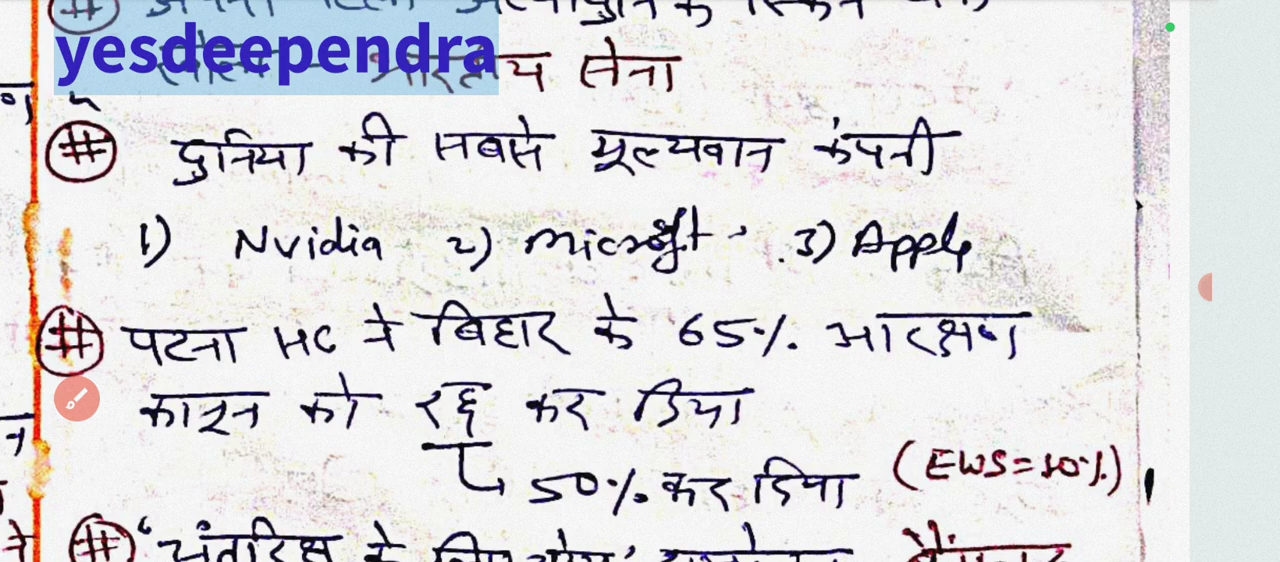 yesdeependra
सेना
# दुनिया की सबसे मूल्यवान कंपनी
1) Nvidia 2) Microsoft 3) Apple
# पटना HC ने बिहार के 65% आरक्षण
कानून को रद्द कर दिया
↳ 50% कर दिया (EWS=10%)
# 'अंतरिक्ष के लिए योग'